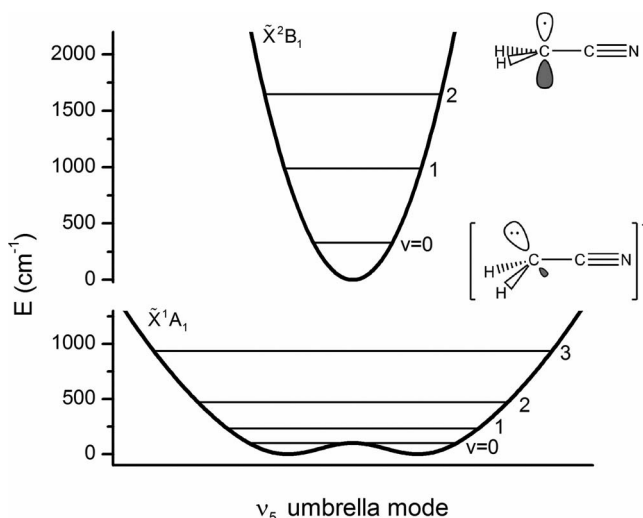 X̃²B₁
2000
1500
1000
500
0
2
1
v=0
H
H
C
C
N
E (cm⁻¹)
X̃¹A₁
1000
500
0
3
2
1
v=0
H
H
C
C
N
-
ν₅ umbrella mode